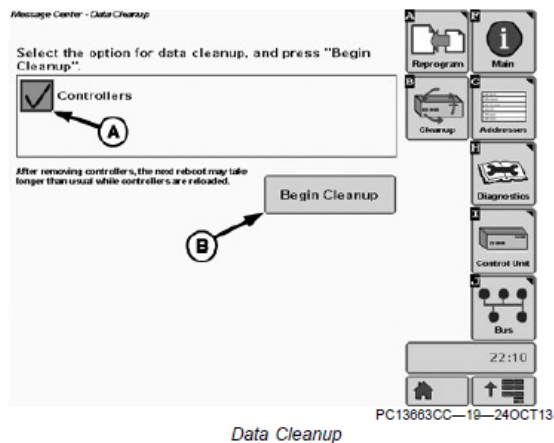 Message Center - Data Cleanup
Select the option for data cleanup, and press "Begin
Cleanup".
Controllers
A
After removing controllers, the next reboot may take
longer than usual while controllers are reloaded.
Begin Cleanup
B
A
Reprogram
F
Main
B
Cleanup
G
Addresses
H
Diagnostics
I
Control Unit
Bus
22:10
PC13663CC—19—24OCT13
Data Cleanup